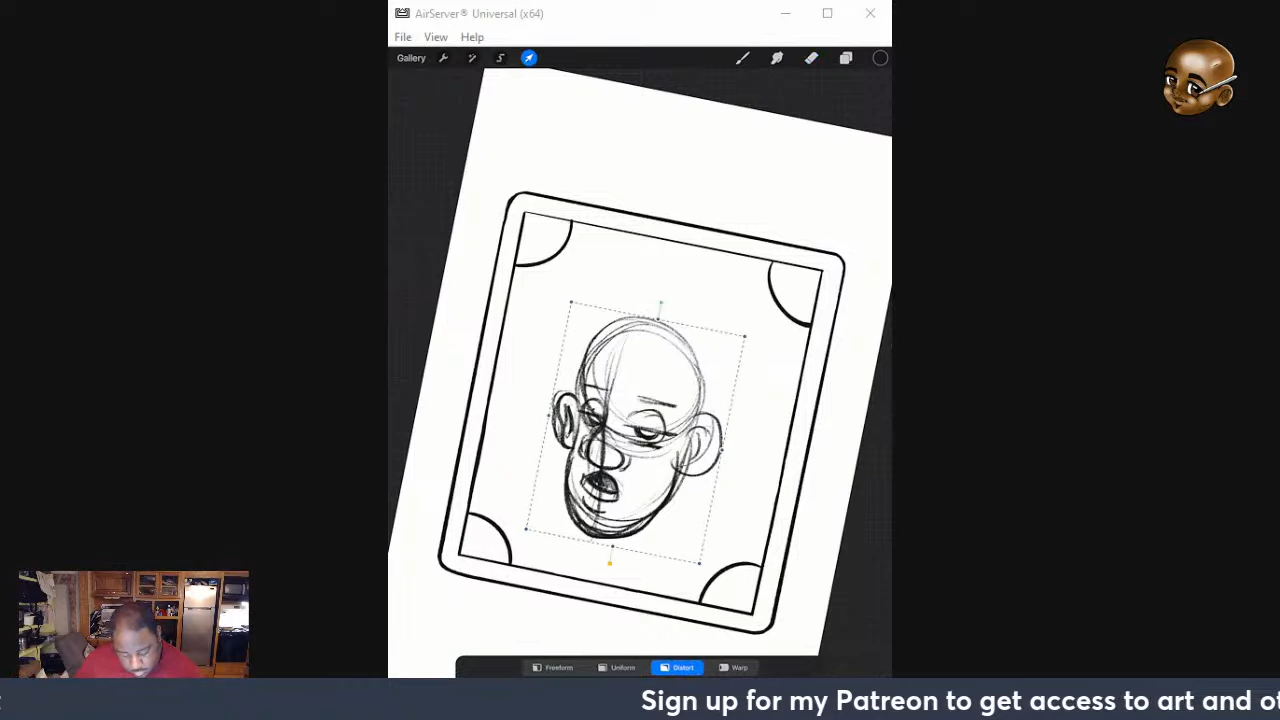 AirServer® Universal (x64)
File View Help
Gallery
Freeform Uniform Distort Warp
Sign up for my Patreon to get access to art and